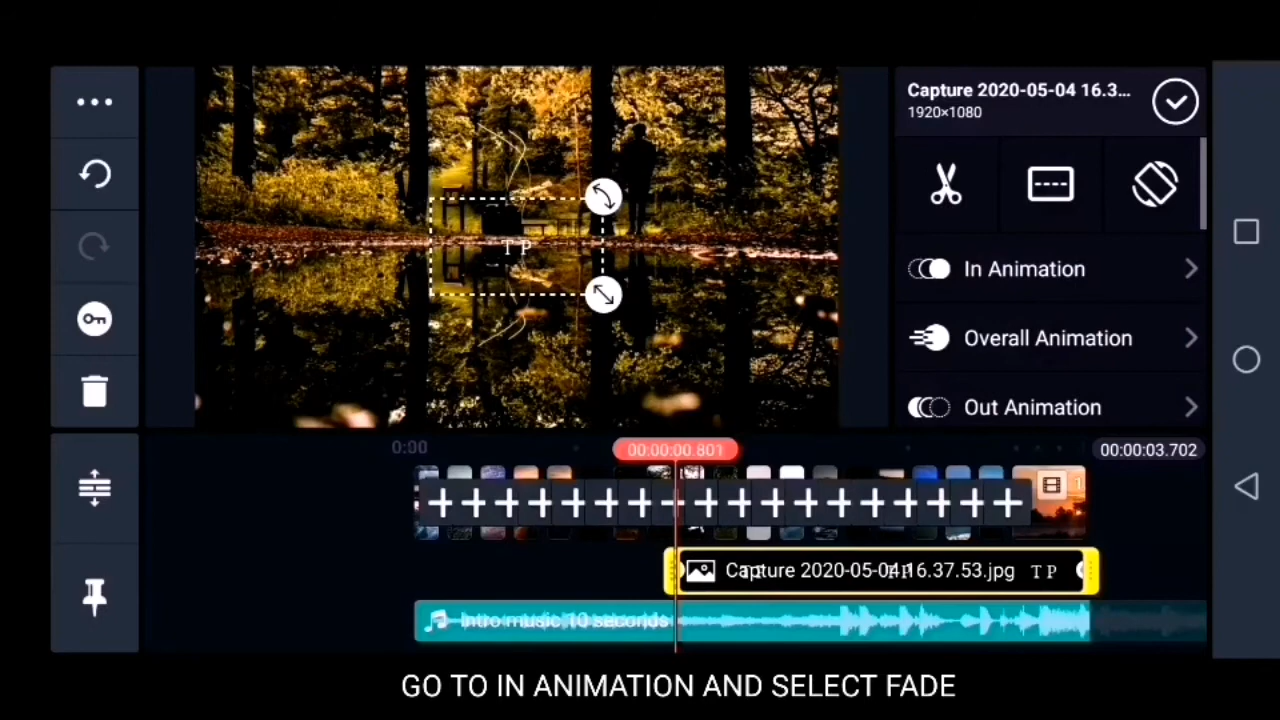 Capture 2020-05-04 16.3...
1920×1080
T P
In Animation
Overall Animation
Out Animation
0:00
00:00:00.801
00:00:03.702
1
Capture 2020-05-04 16.37.53.jpg
T P
Intro music 10 seconds
GO TO IN ANIMATION AND SELECT FADE